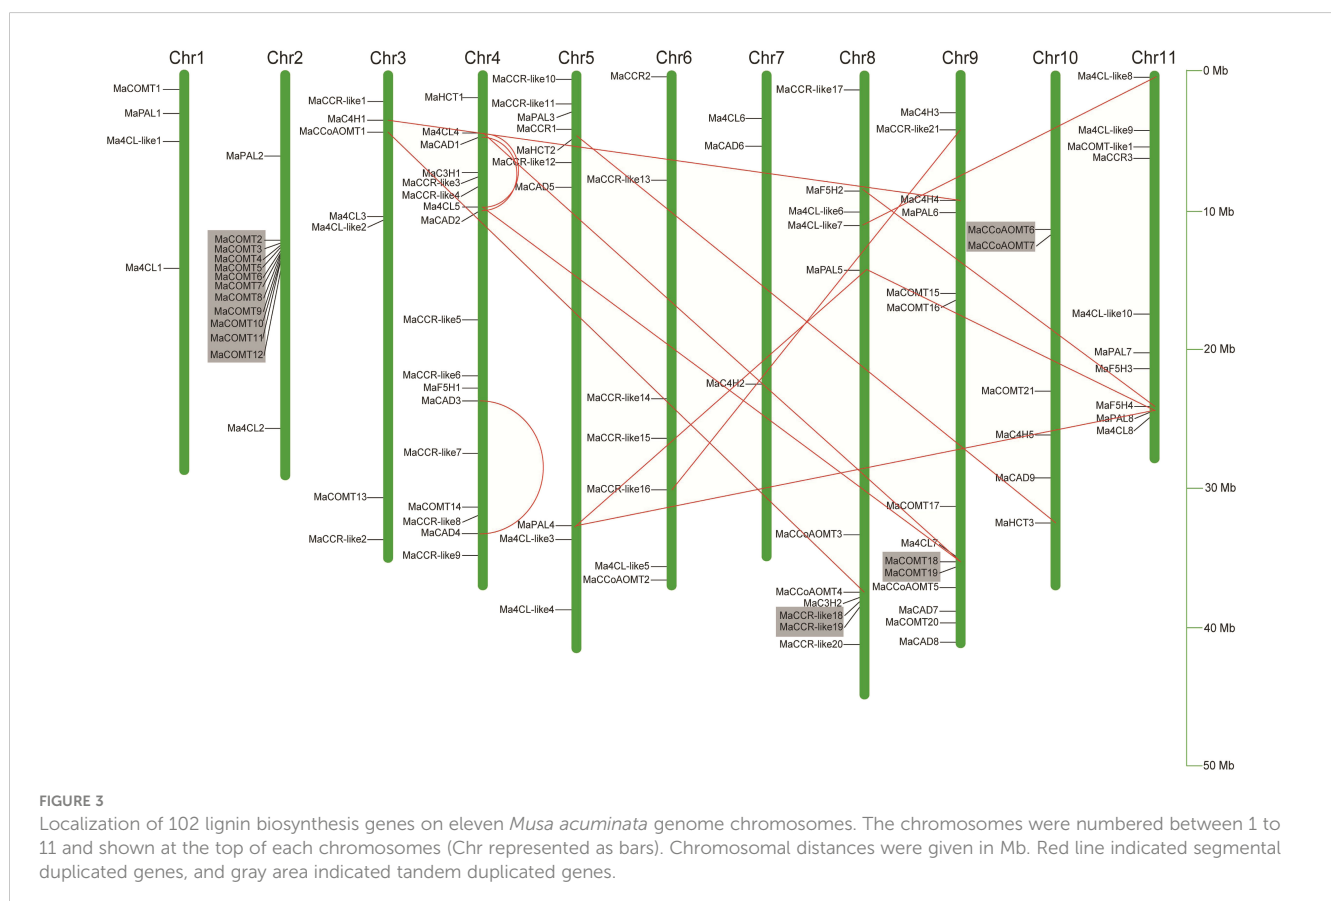 Chr1 Chr2 Chr3 Chr4 Chr5 Chr6 Chr7 Chr8 Chr9 Chr10 Chr11
MaCOMT1
MaPAL1
Ma4CL-like1
Ma4CL1
MaPAL2
MaCOMT2
MaCOMT3
MaCOMT4
MaCOMT5
MaCOMT6
MaCOMT7
MaCOMT8
MaCOMT9
MaCOMT10
MaCOMT11
MaCOMT12
Ma4CL2
MaCCR-like1
MaC4H1
MaCCoAOMT1
Ma4CL3
Ma4CL-like2
MaCOMT13
MaCCR-like2
MaHCT1
Ma4CL4
MaCAD1
MaC3H1
MaCCR-like3
MaCCR-like4
Ma4CL5
MaCAD2
MaCCR-like5
MaCCR-like6
MaF5H1
MaCAD3
MaCCR-like7
MaCOMT14
MaCCR-like8
MaCAD4
MaCCR-like9
MaCCR-like10
MaCCR-like11
MaPAL3
MaCCR1
MaHCT2
MaCCR-like12
MaCAD5
MaPAL4
Ma4CL-like3
Ma4CL-like4
MaCCR2
MaCCR-like13
MaCCR-like14
MaCCR-like15
MaCCR-like16
Ma4CL-like5
MaCCoAOMT2
Ma4CL6
MaCAD6
MaC4H2
MaCCR-like17
MaF5H2
Ma4CL-like6
Ma4CL-like7
MaPAL5
MaCCoAOMT3
MaCCoAOMT4
MaC3H2
MaCCR-like18
MaCCR-like19
MaCCR-like20
MaC4H3
MaCCR-like21
MaC4H4
MaPAL6
MaCOMT15
MaCOMT16
MaCOMT17
Ma4CL7
MaCOMT18
MaCOMT19
MaCCoAOMT5
MaCAD7
MaCOMT20
MaCAD8
MaCCoAOMT6
MaCCoAOMT7
MaCOMT21
MaC4H5
MaCAD9
MaHCT3
Ma4CL-like8
Ma4CL-like9
MaCOMT-like1
MaCCR3
Ma4CL-like10
MaPAL7
MaF5H3
MaF5H4
MaPAL8
Ma4CL8
0 Mb
10 Mb
20 Mb
30 Mb
40 Mb
50 Mb
FIGURE 3
Localization of 102 lignin biosynthesis genes on eleven Musa acuminata genome chromosomes. The chromosomes were numbered between 1 to
11 and shown at the top of each chromosomes (Chr represented as bars). Chromosomal distances were given in Mb. Red line indicated segmental
duplicated genes, and gray area indicated tandem duplicated genes.